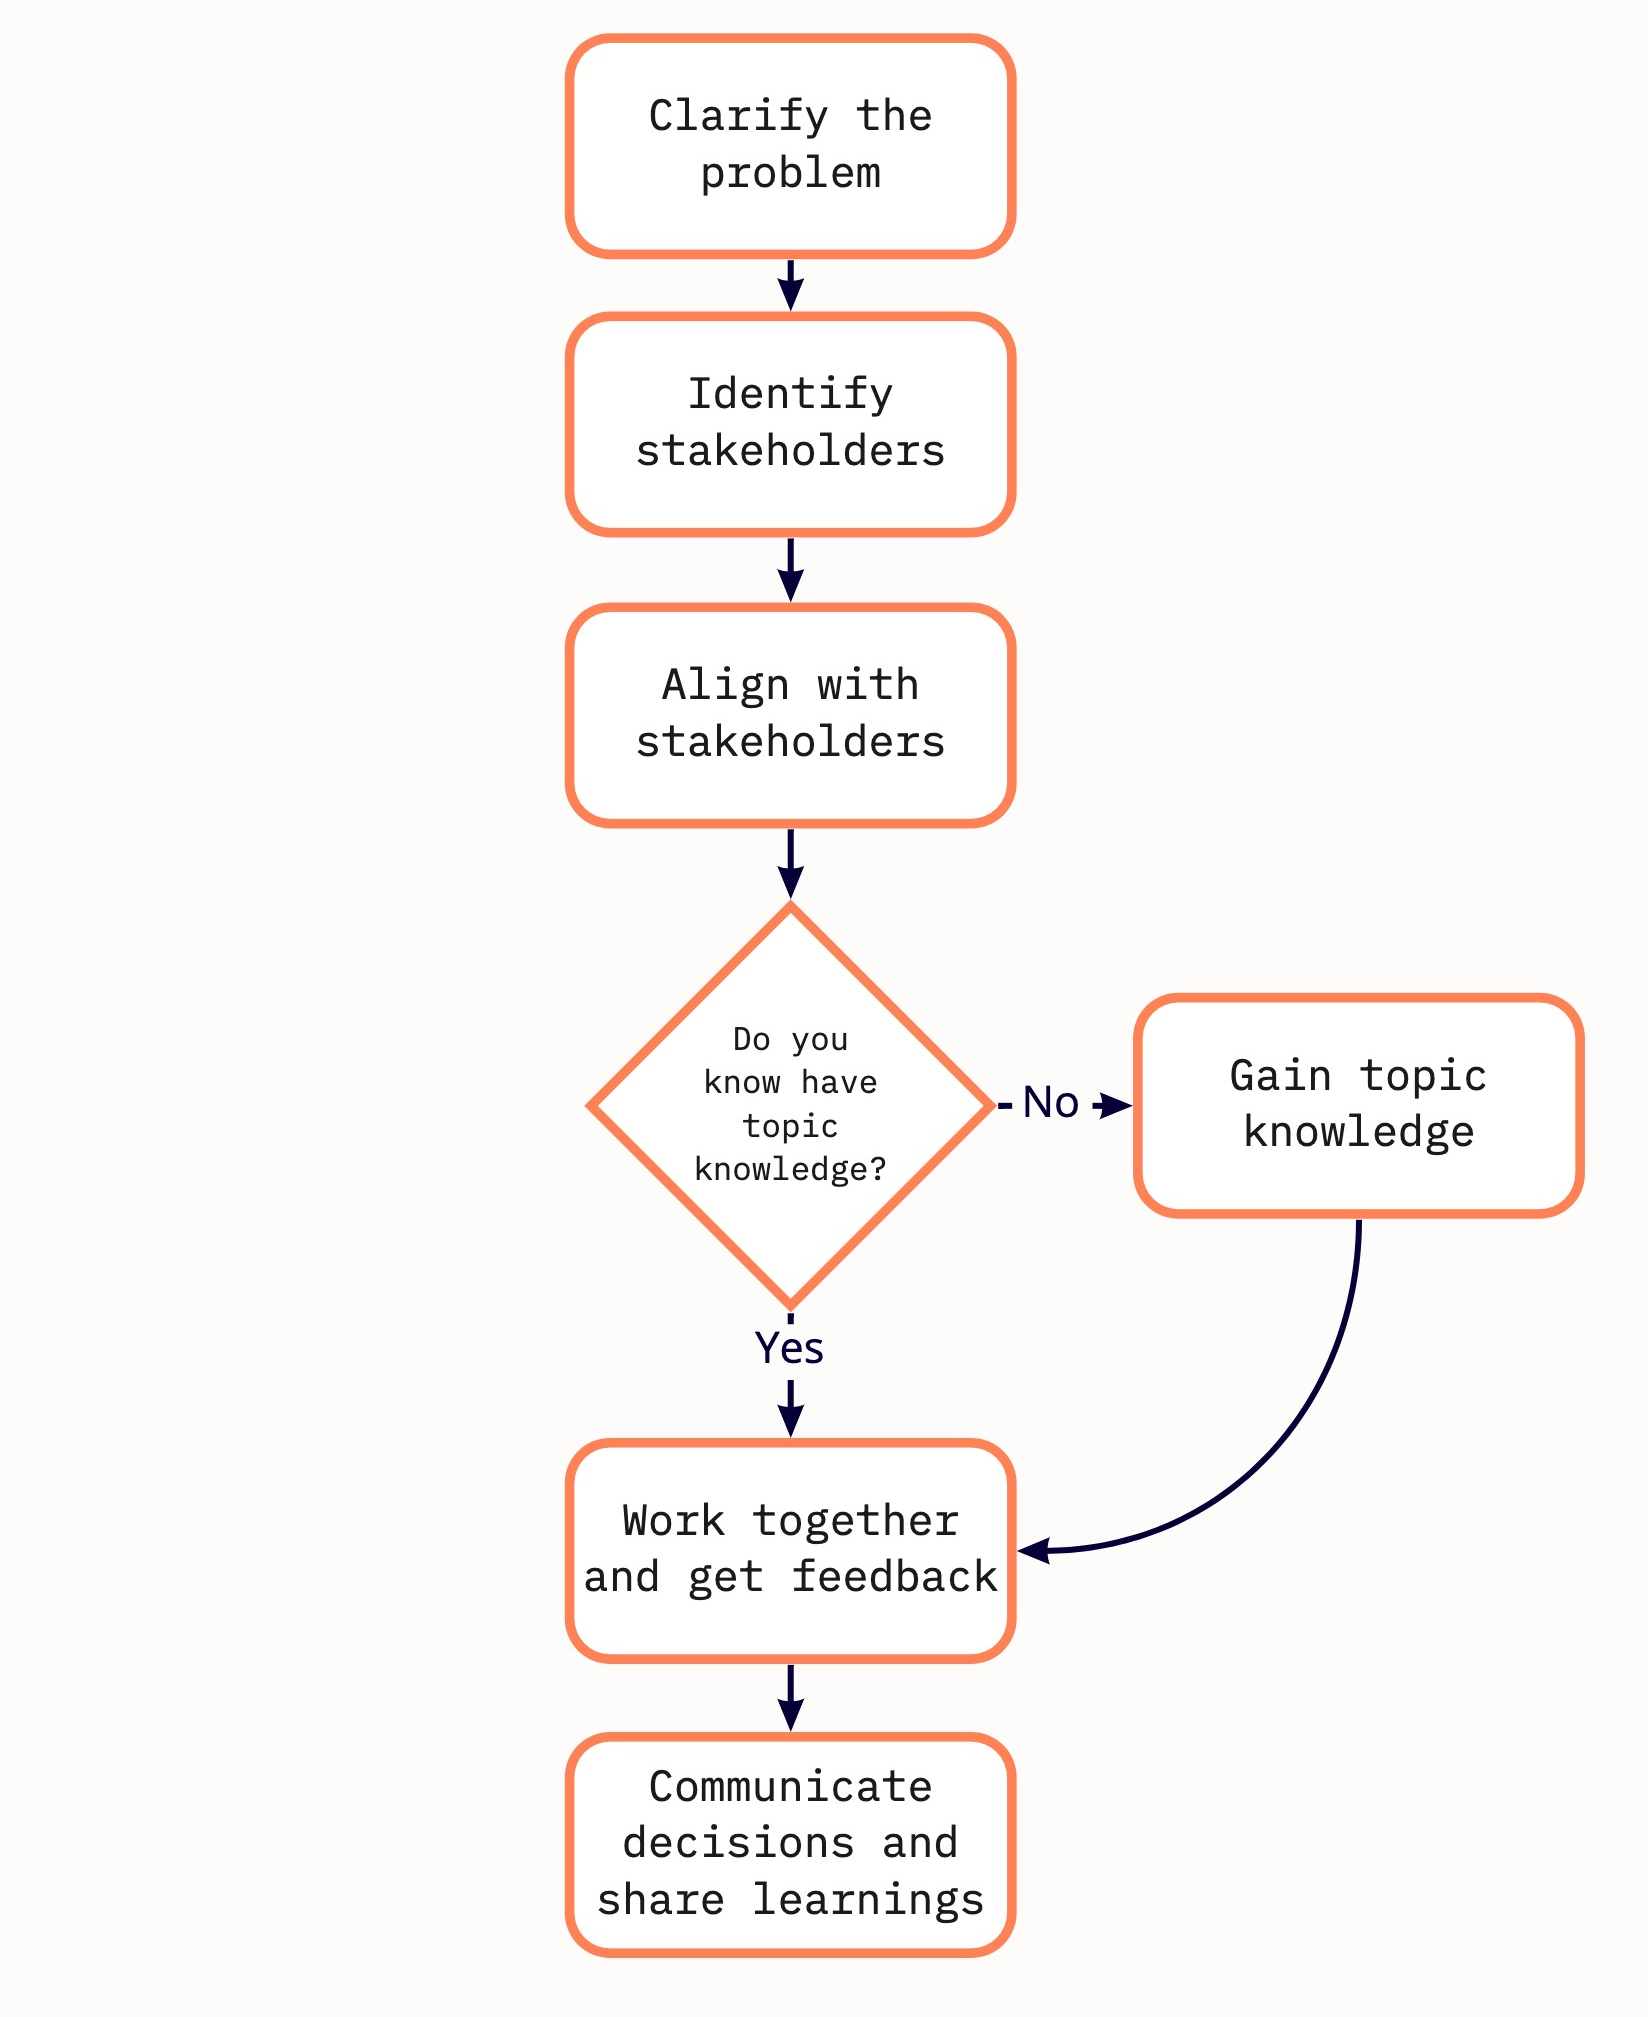 Clarify the
problem
Identify
stakeholders
Align with
stakeholders
Do you
know have
topic
knowledge?
No
Gain topic
knowledge
Yes
Work together
and get feedback
Communicate
decisions and
share learnings